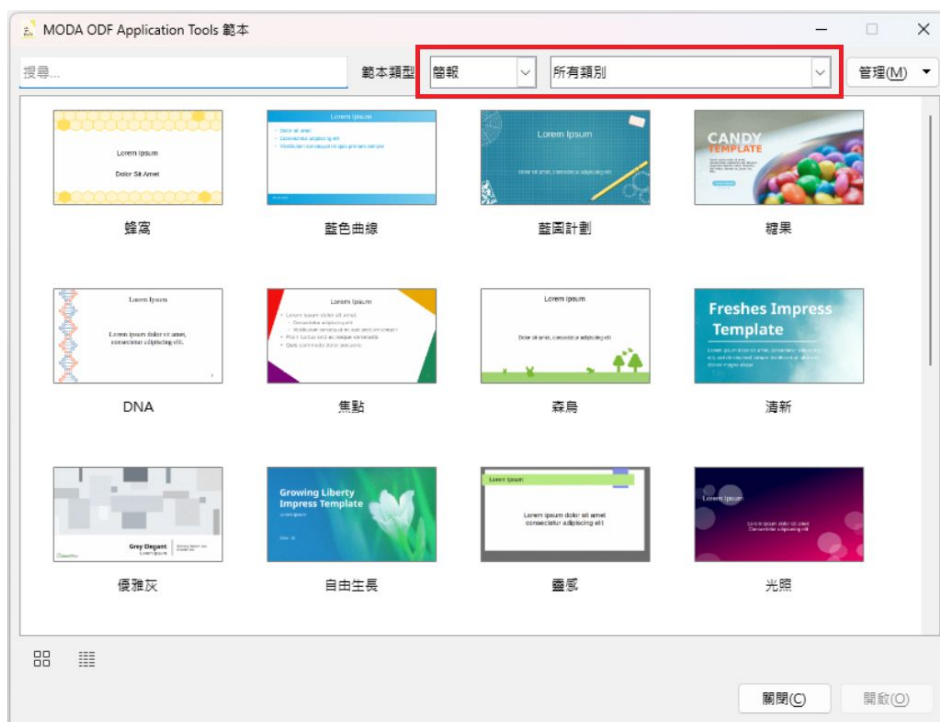 MODA ODF Application Tools 範本
搜尋...
範本類型
簡報
所有類別
管理(M)
Lorem Ipsum
Dolor Sit Amet
Lorem Ipsum
Lorem Ipsum
CANDY
TEMPLATE
蜂窩
藍色曲線
藍圖計劃
糖果
Lorem Ipsum
Lorem ipsum dolor sit amet,
consectetur adipiscing elit.
Lorem Ipsum
Lorem Ipsum
Freshes Impress
Template
DNA
焦點
森鳥
清新
Grey Elegant
Growing Liberty
Impress Template
Lorem Ipsum
Lorem ipsum dolor sit amet
consectetur adipiscing elit
Lorem Ipsum
優雅灰
自由生長
靈感
光照
關閉(C)
開啟(O)